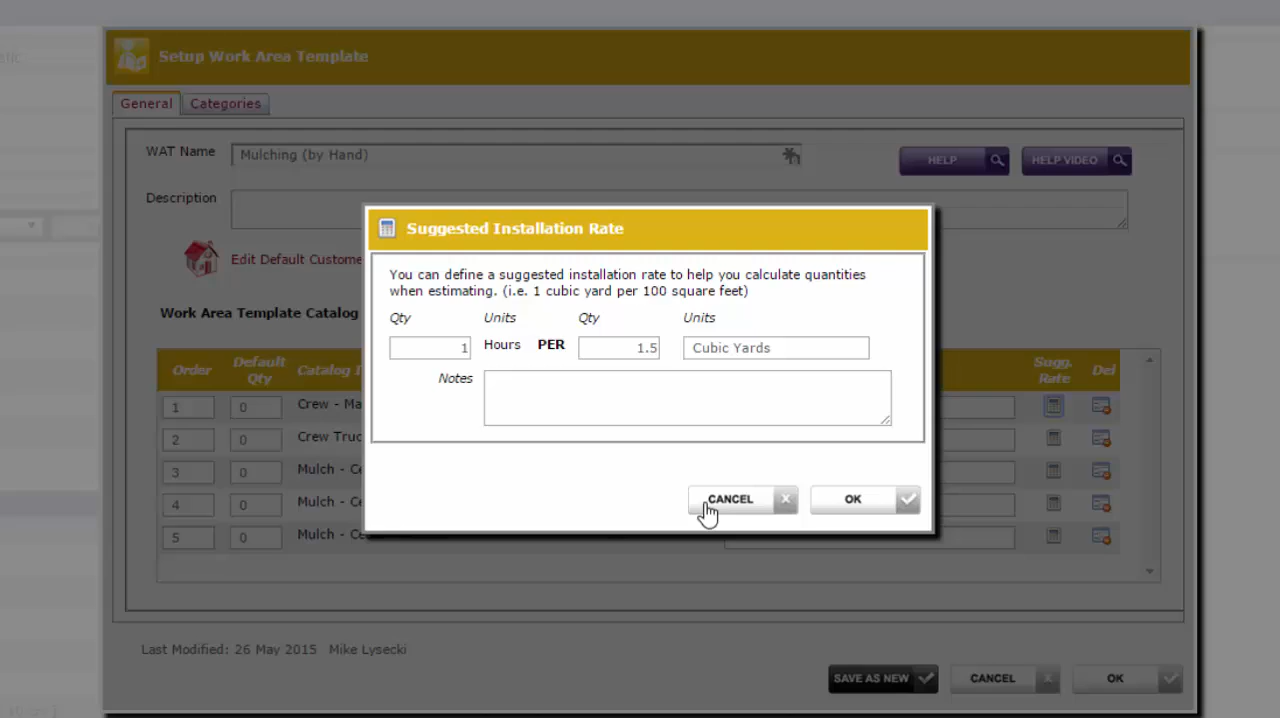 Setup Work Area Template
General Categories
WAT Name Mulching (by Hand) HELP HELP VIDEO
Description
Suggested Installation Rate
Edit Default Custome
You can define a suggested installation rate to help you calculate quantities
when estimating. (i.e. 1 cubic yard per 100 square feet)
Work Area Template Catalog
Qty Units Qty Units
1 Hours PER 1.5 Cubic Yards
Order Default Qty Catalog I Sugg. Rate Del
Notes
1 0 Crew - Ma
2 0 Crew Truc
3 0 Mulch - Ce
4 0 Mulch - Ce
5 0 Mulch - Ce
CANCEL OK
Last Modified: 26 May 2015 Mike Lysecki
SAVE AS NEW CANCEL OK